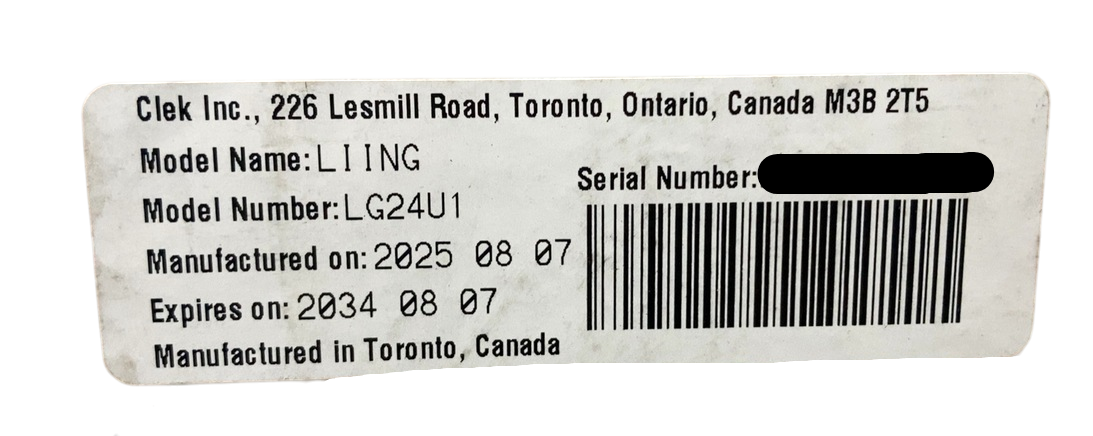 Clek Inc., 226 Lesmill Road, Toronto, Ontario, Canada M3B 2T5
Model Name: LIING
Model Number: LG24U1
Serial Number:
Manufactured on: 2025 08 07
Expires on: 2034 08 07
Manufactured in Toronto, Canada